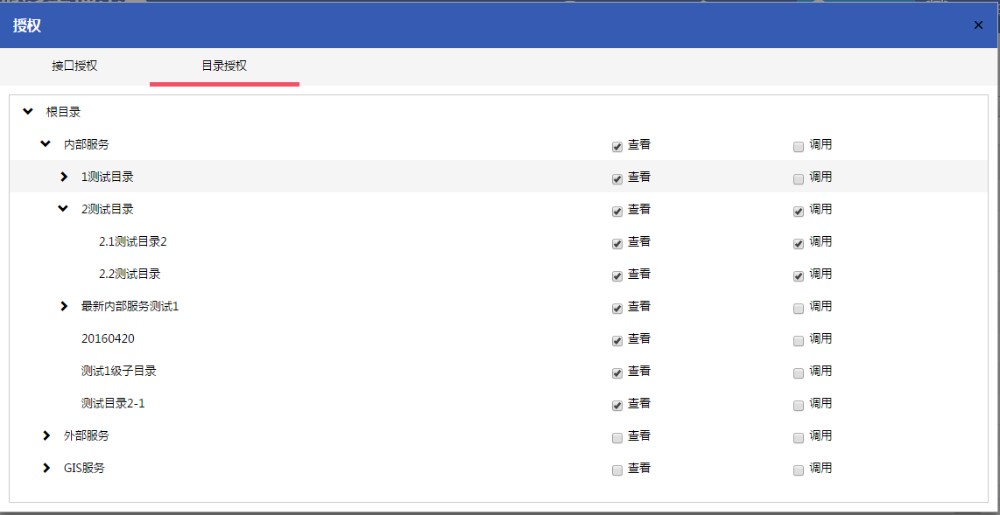 授权
接口授权 目录授权
根目录
内部服务 查看 调用
1测试目录 查看 调用
2测试目录 查看 调用
2.1测试目录2 查看 调用
2.2测试目录 查看 调用
最新内部服务测试1 查看 调用
20160420 查看 调用
测试1级子目录 查看 调用
测试目录2-1 查看 调用
外部服务 查看 调用
GIS服务 查看 调用